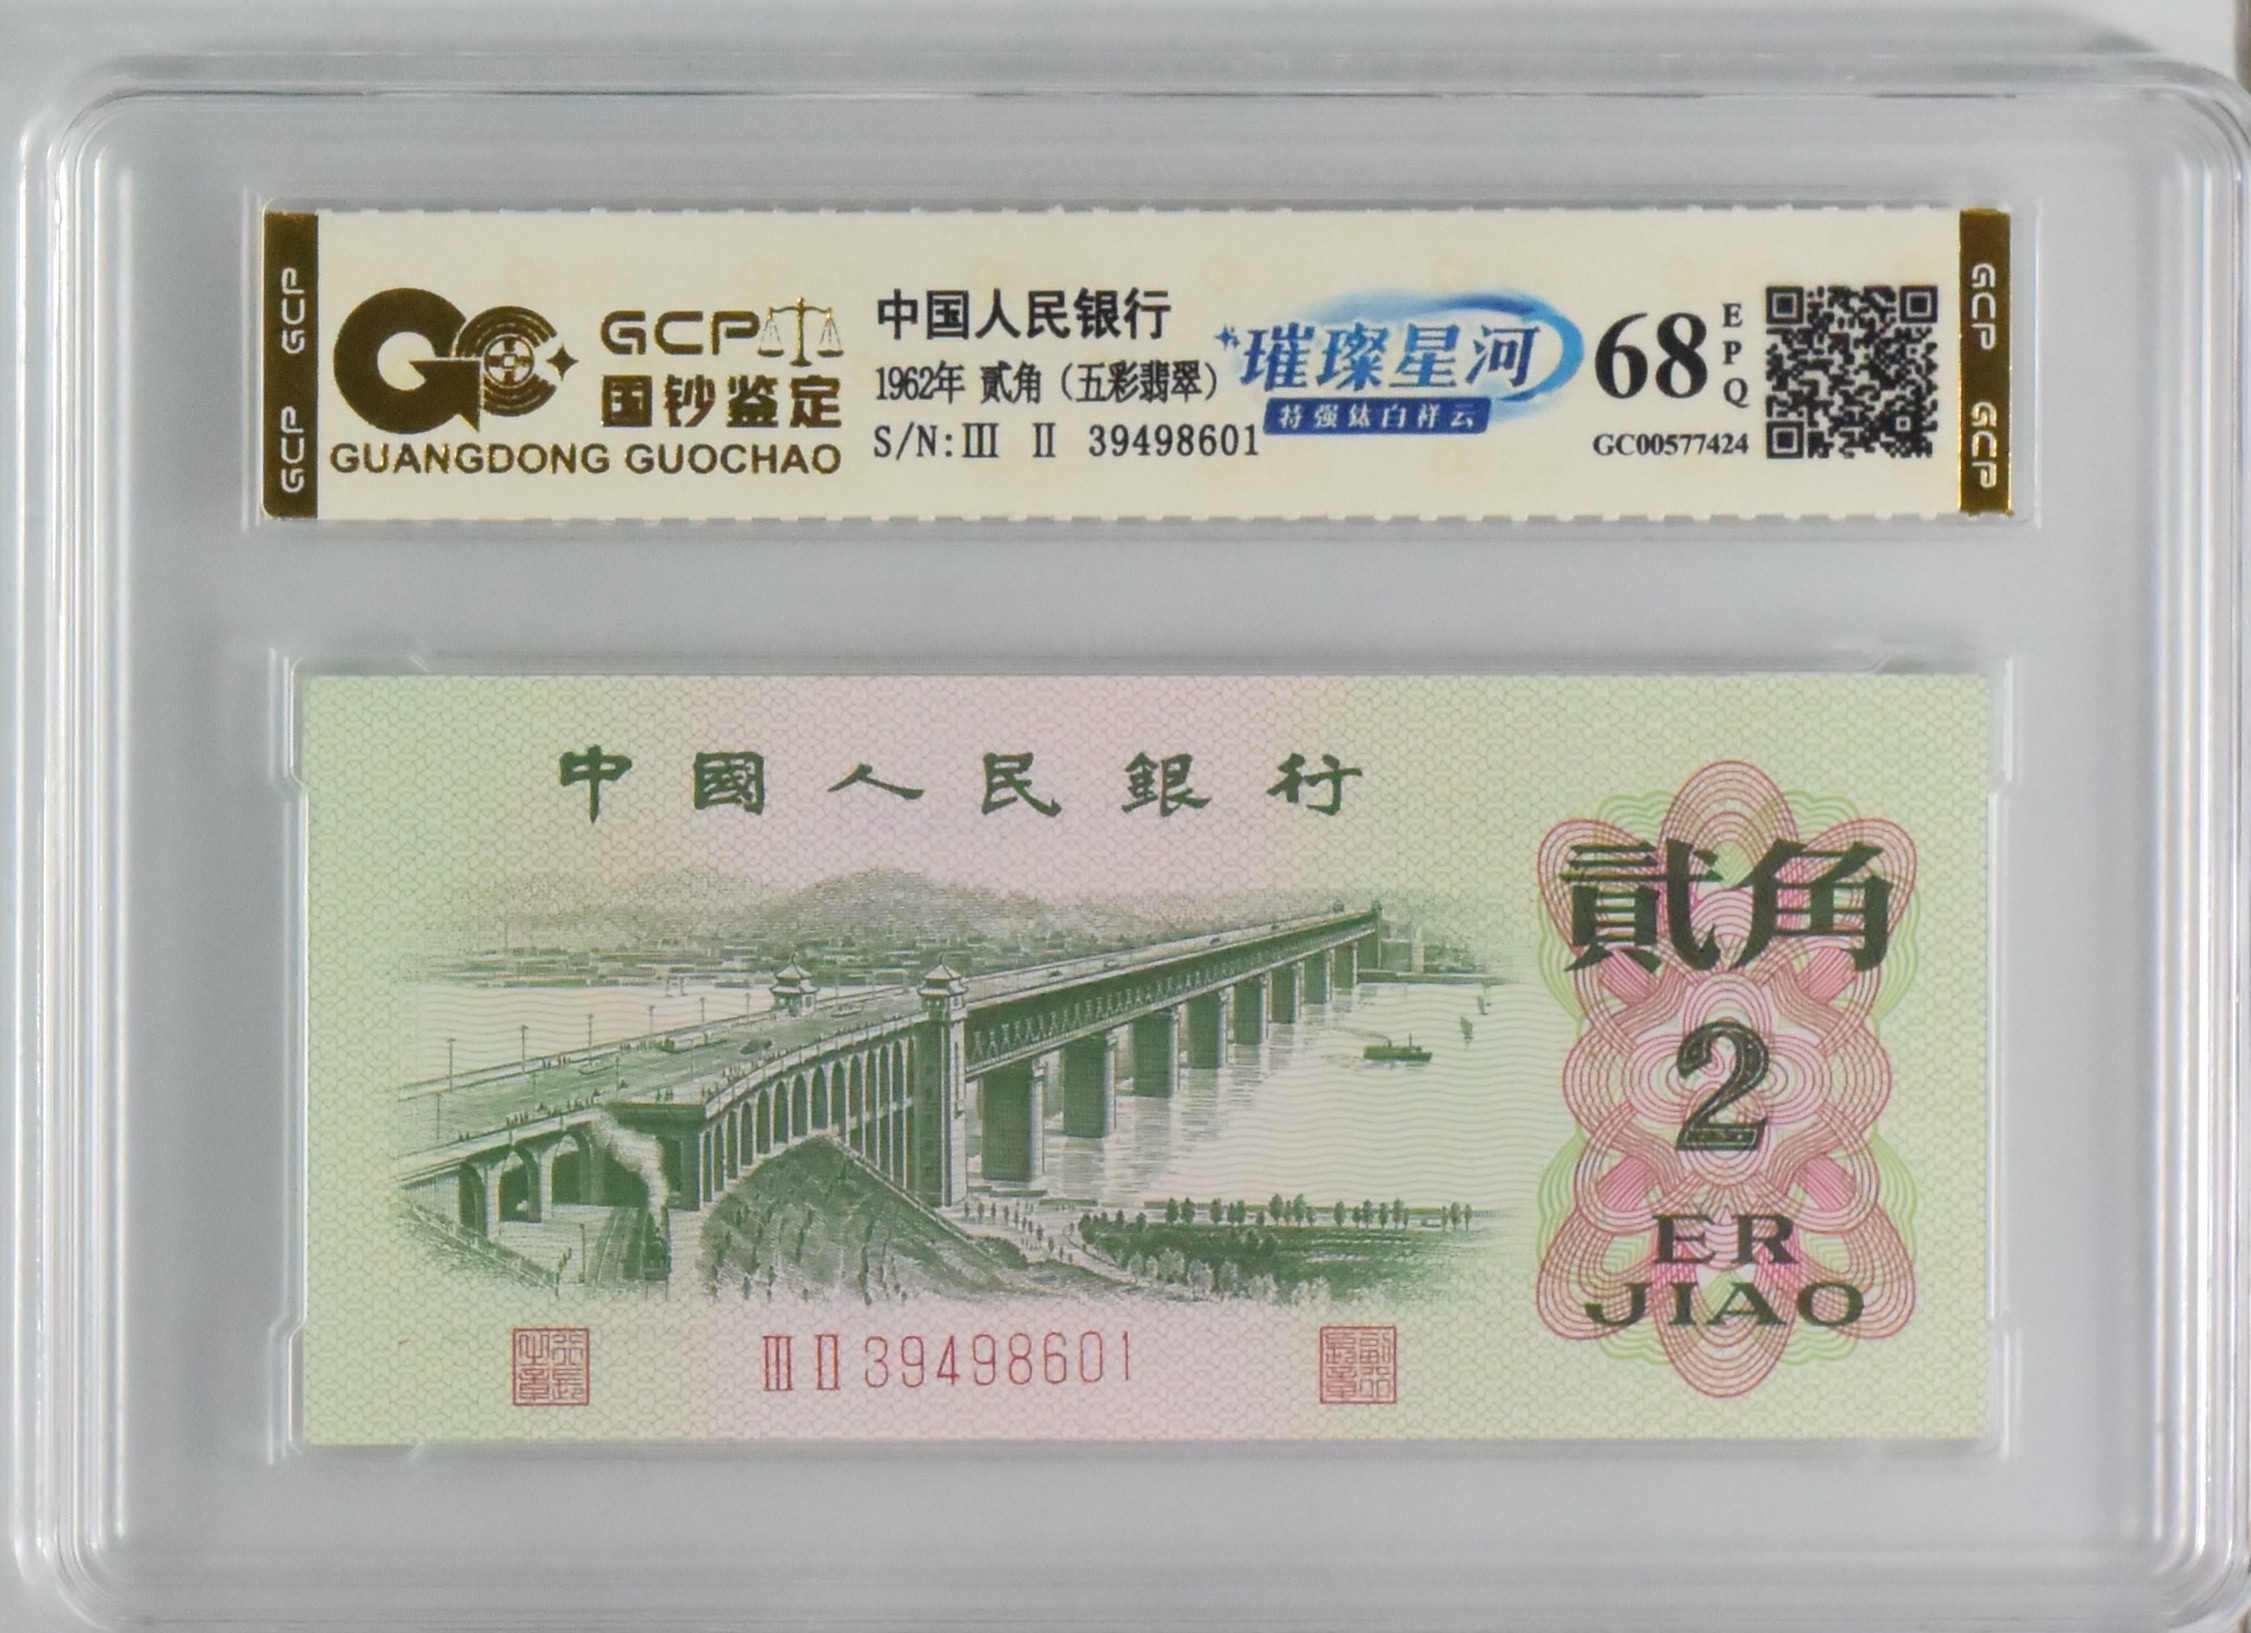 GCP GCP
GCP 国钞鉴定
GUANGDONG GUOCHAO
中国人民银行
1962年 贰角（五彩翡翠）
S/N:Ⅲ Ⅱ 39498601
璀璨星河
特强钛白祥云
68 EPQ
GC00577424
GCP GCP
中國人民銀行
貳角
2
ER
JIAO
Ⅲ Ⅱ 39498601